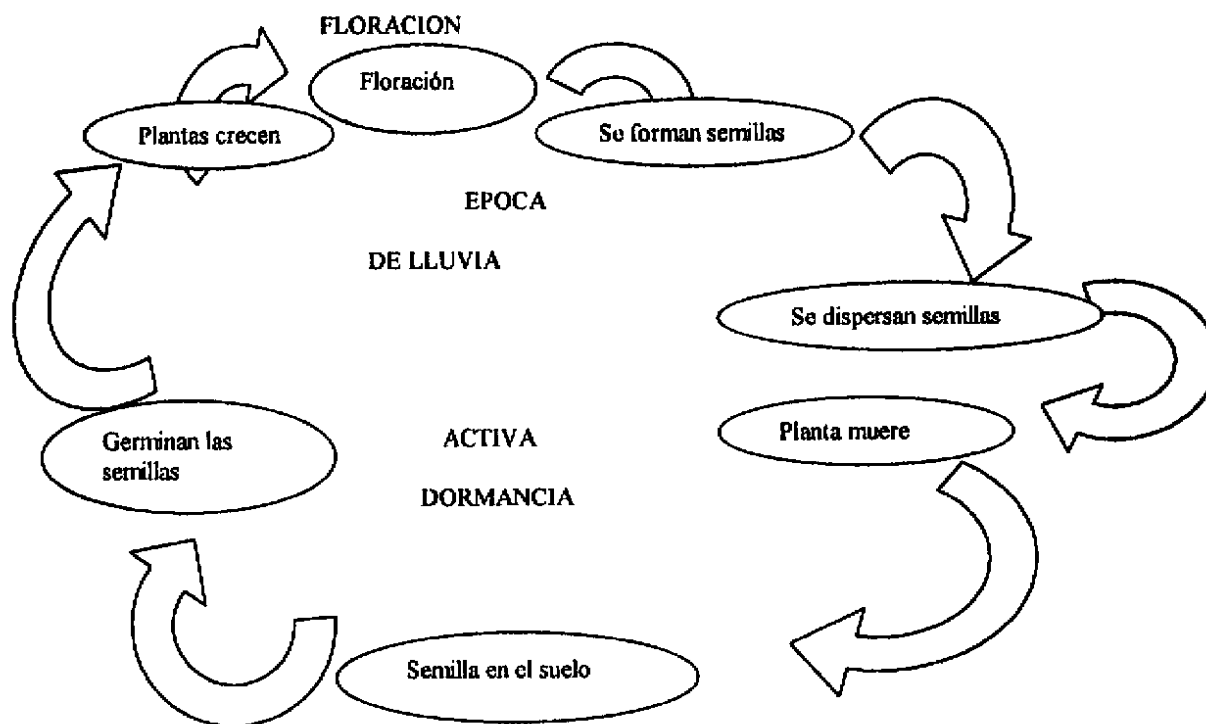 FLORACION
Floración
Plantas crecen
Se forman semillas
EPOCA
DE LLUVIA
Se dispersan semillas
Germinan las
semillas
ACTIVA
Planta muere
DORMANCIA
Semilla en el suelo